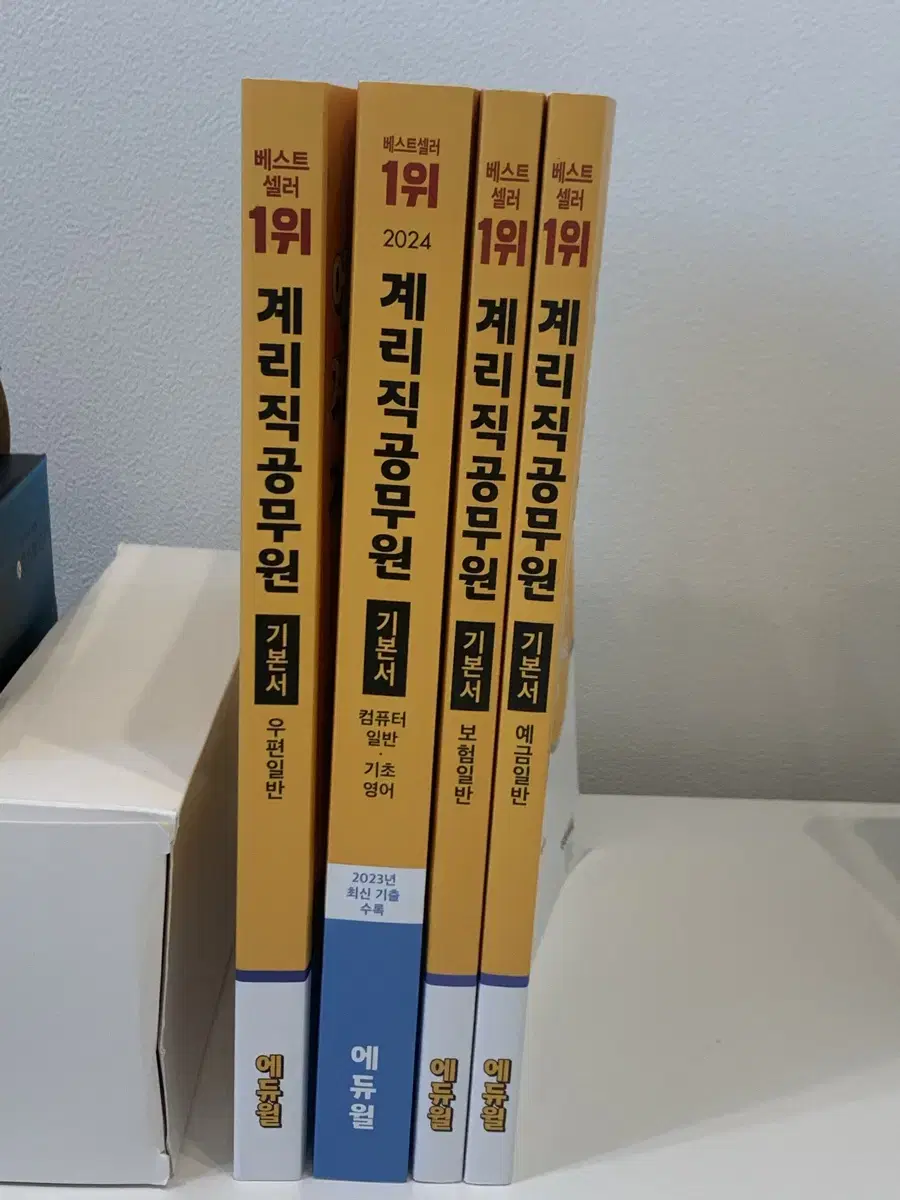 베스트
셀러
1위
계리직공무원
기본서
우편일반
에듀윌
베스트셀러
1위
2024
계리직공무원
기본서
컴퓨터
일반
·
기초
영어
2023년
최신 기출
수록
에듀윌
베스트
셀러
1위
계리직공무원
기본서
보험일반
에듀윌
베스트
셀러
1위
계리직공무원
기본서
예금일반
에듀윌